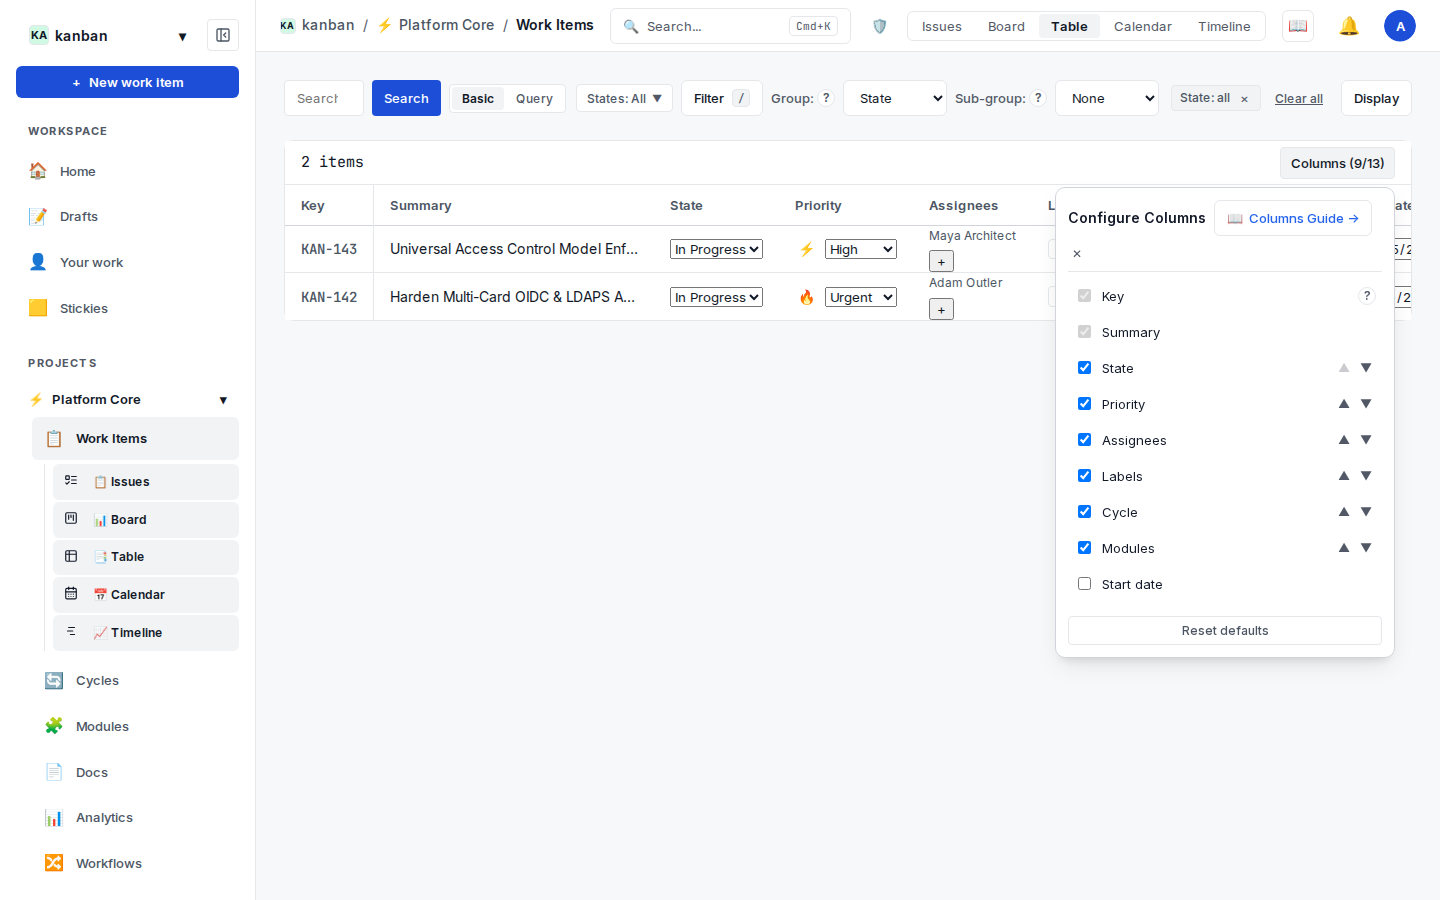 KA kanban ▼
+ New work item
WORKSPACE
Home
Drafts
Your work
Stickies
PROJECTS
Platform Core ▼
Work Items
Issues
Board
Table
Calendar
Timeline
Cycles
Modules
Docs
Analytics
Workflows
KA kanban / Platform Core / Work Items
Search... Cmd+K
Issues Board Table Calendar Timeline
A
Search
Basic Query
States: All ▼
Filter /
Group: ? State
Sub-group: ? None
State: all ×
Clear all
Display
2 items
Columns (9/13)
Key Summary State Priority Assignees
KAN-143 Universal Access Control Model Enf... In Progress High Maya Architect +
KAN-142 Harden Multi-Card OIDC & LDAPS A... In Progress Urgent Adam Outler +
Configure Columns
Columns Guide →
×
Key ?
Summary
State ▲ ▼
Priority ▲ ▼
Assignees ▲ ▼
Labels ▲ ▼
Cycle ▲ ▼
Modules ▲ ▼
Start date
Reset defaults